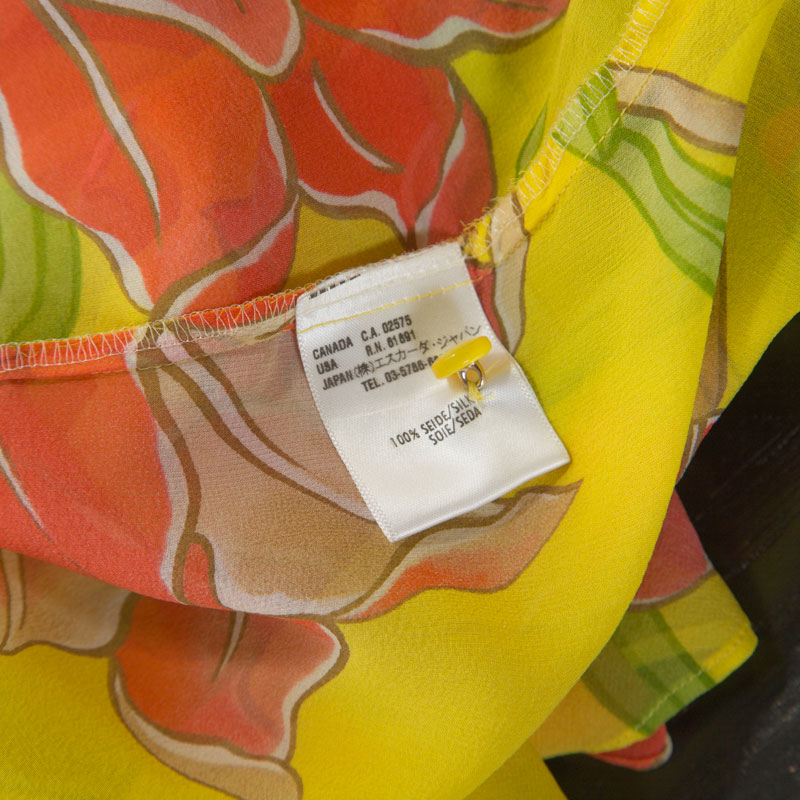 CANADA C.A. 02575
USA R.N. 61691
JAPAN (株)エスカーダ・ジャパン
TEL. 03-5766-
100% SEIDE/SILK
SOIE/SEDA